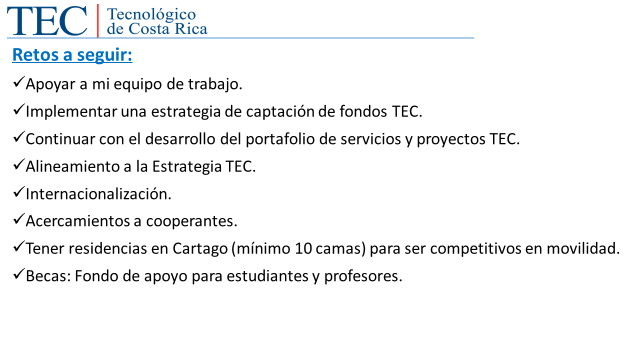 TEC Tecnológico
de Costa Rica
Retos a seguir:
✓Apoyar a mi equipo de trabajo.
✓Implementar una estrategia de captación de fondos TEC.
✓Continuar con el desarrollo del portafolio de servicios y proyectos TEC.
✓Alineamiento a la Estrategia TEC.
✓Internacionalización.
✓Acercamientos a cooperantes.
✓Tener residencias en Cartago (mínimo 10 camas) para ser competitivos en movilidad.
✓Becas: Fondo de apoyo para estudiantes y profesores.